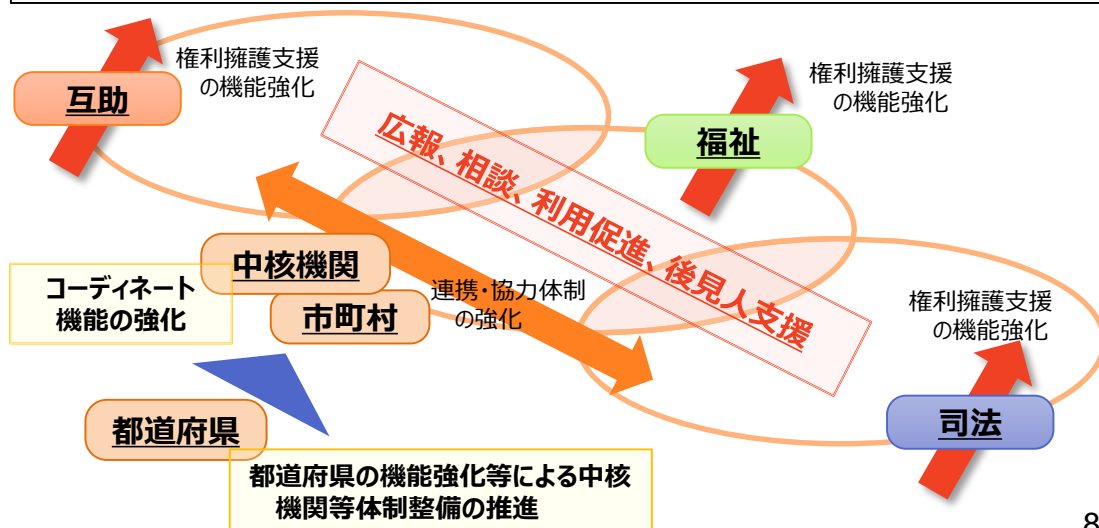 権利擁護支援
の機能強化
互助
権利擁護支援
の機能強化
福祉
広報、相談、利用促進、後見人支援
中核機関
市町村
コーディネート
機能の強化
連携・協力体制
の強化
権利擁護支援
の機能強化
司法
都道府県
都道府県の機能強化等による中核
機関等体制整備の推進
8